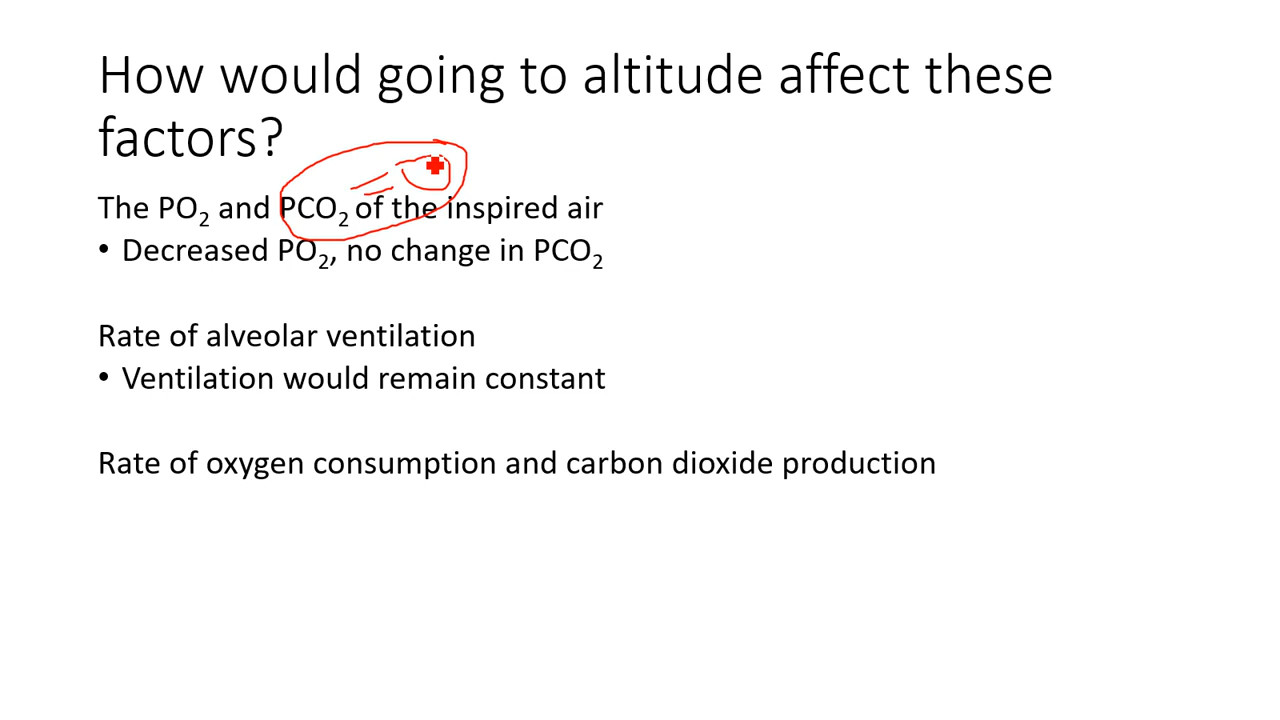 How would going to altitude affect these
factors?
The PO₂ and PCO₂ of the inspired air
• Decreased PO₂, no change in PCO₂
Rate of alveolar ventilation
• Ventilation would remain constant
Rate of oxygen consumption and carbon dioxide production